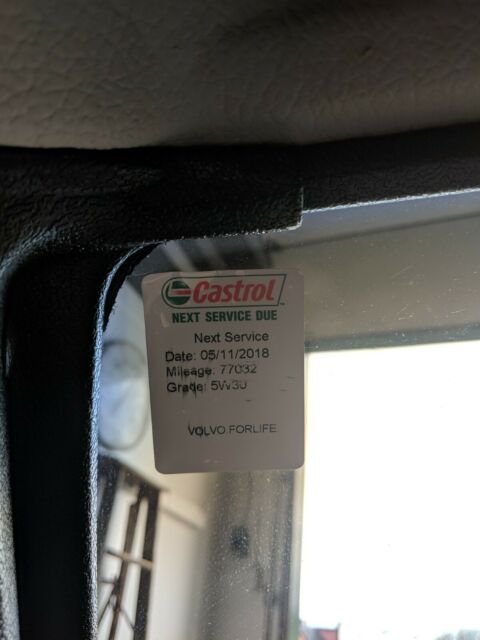 Castrol
NEXT SERVICE DUE
Next Service
Date: 05/11/2018
Mileage: 77032
Grade: 5W30
VOLVO.FORLIFE